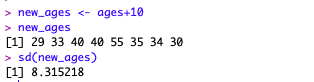 > new_ages <- ages+10
> new_ages
[1] 29 33 40 40 55 35 34 30
> sd(new_ages)
[1] 8.315218